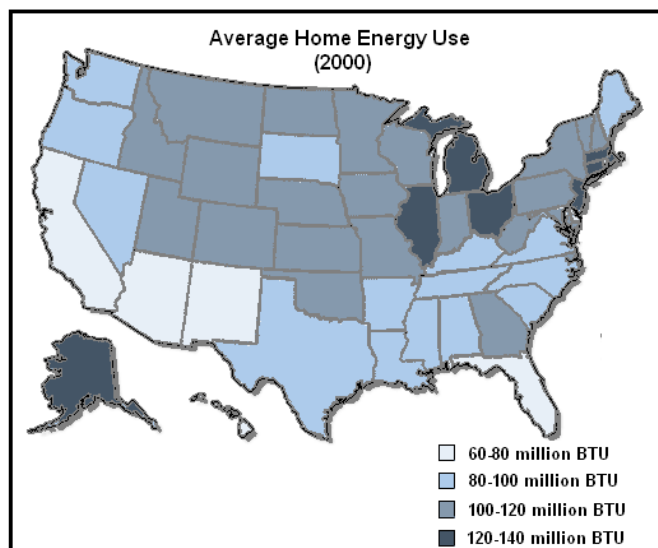 Average Home Energy Use
(2000)
60-80 million BTU
80-100 million BTU
100-120 million BTU
120-140 million BTU